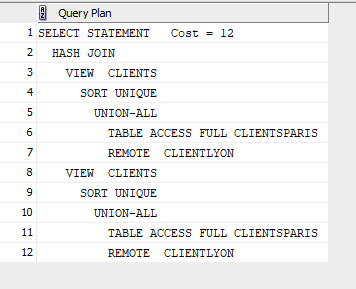 Query Plan
1 SELECT STATEMENT   Cost = 12
2   HASH JOIN
3     VIEW  CLIENTS
4       SORT UNIQUE
5         UNION-ALL
6           TABLE ACCESS FULL CLIENTSPARIS
7           REMOTE  CLIENTLYON
8     VIEW  CLIENTS
9       SORT UNIQUE
10         UNION-ALL
11           TABLE ACCESS FULL CLIENTSPARIS
12           REMOTE  CLIENTLYON